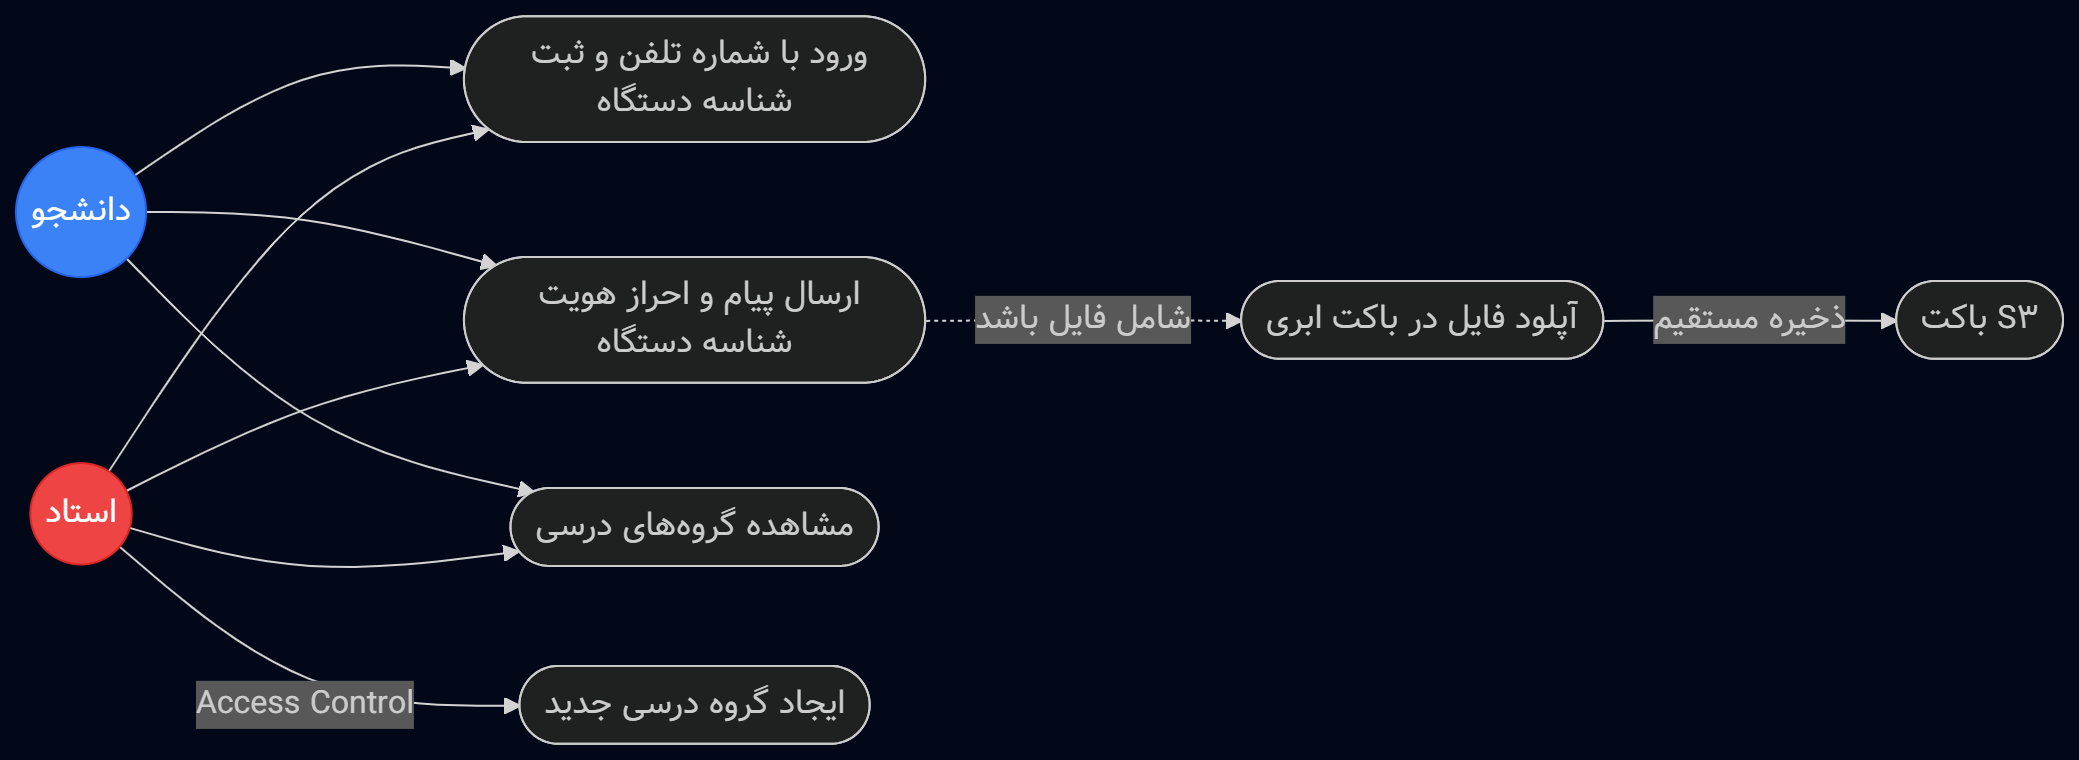 ورود با شماره تلفن و ثبت
شناسه دستگاه
دانشجو
ارسال پیام و احراز هویت
شناسه دستگاه
شامل فایل باشد
آپلود فایل در باکت ابری
ذخیره مستقیم
باکت S۳
استاد
مشاهده گروه‌های درسی
Access Control
ایجاد گروه درسی جدید